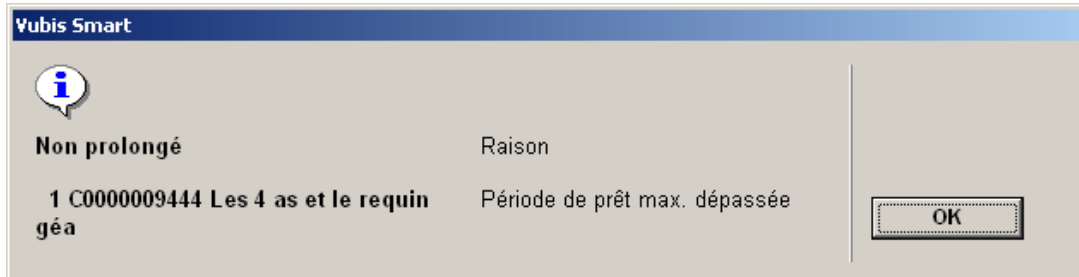 Vubis Smart
Non prolongé Raison
1 C0000009444 Les 4 as et le requin Période de prêt max. dépassée
géa
OK